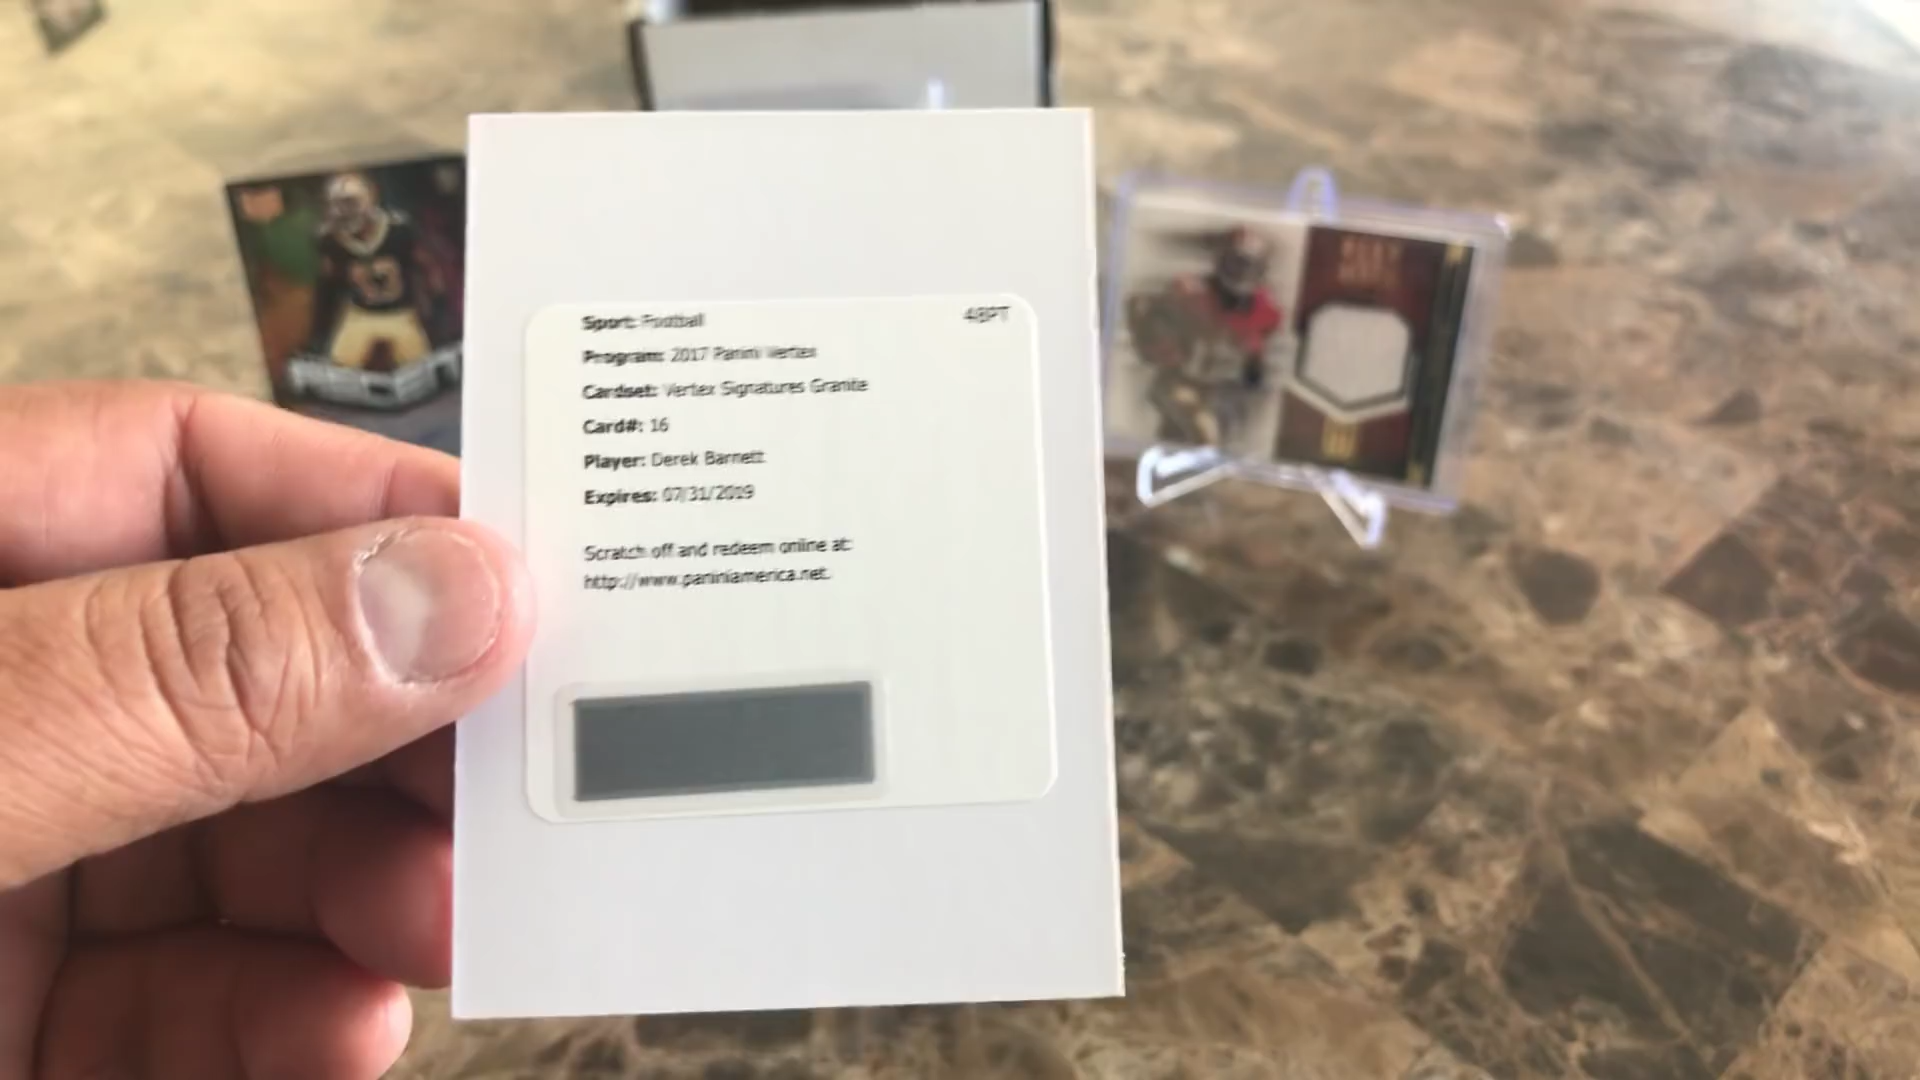 Sport: Football 48PT
Program: 2017 Panini Vertex
Cardset: Vertex Signatures Granite
Card#: 16
Player: Derek Barnett
Expires: 07/31/2019
Scratch off and redeem online at:
http://www.paniniamerica.net.